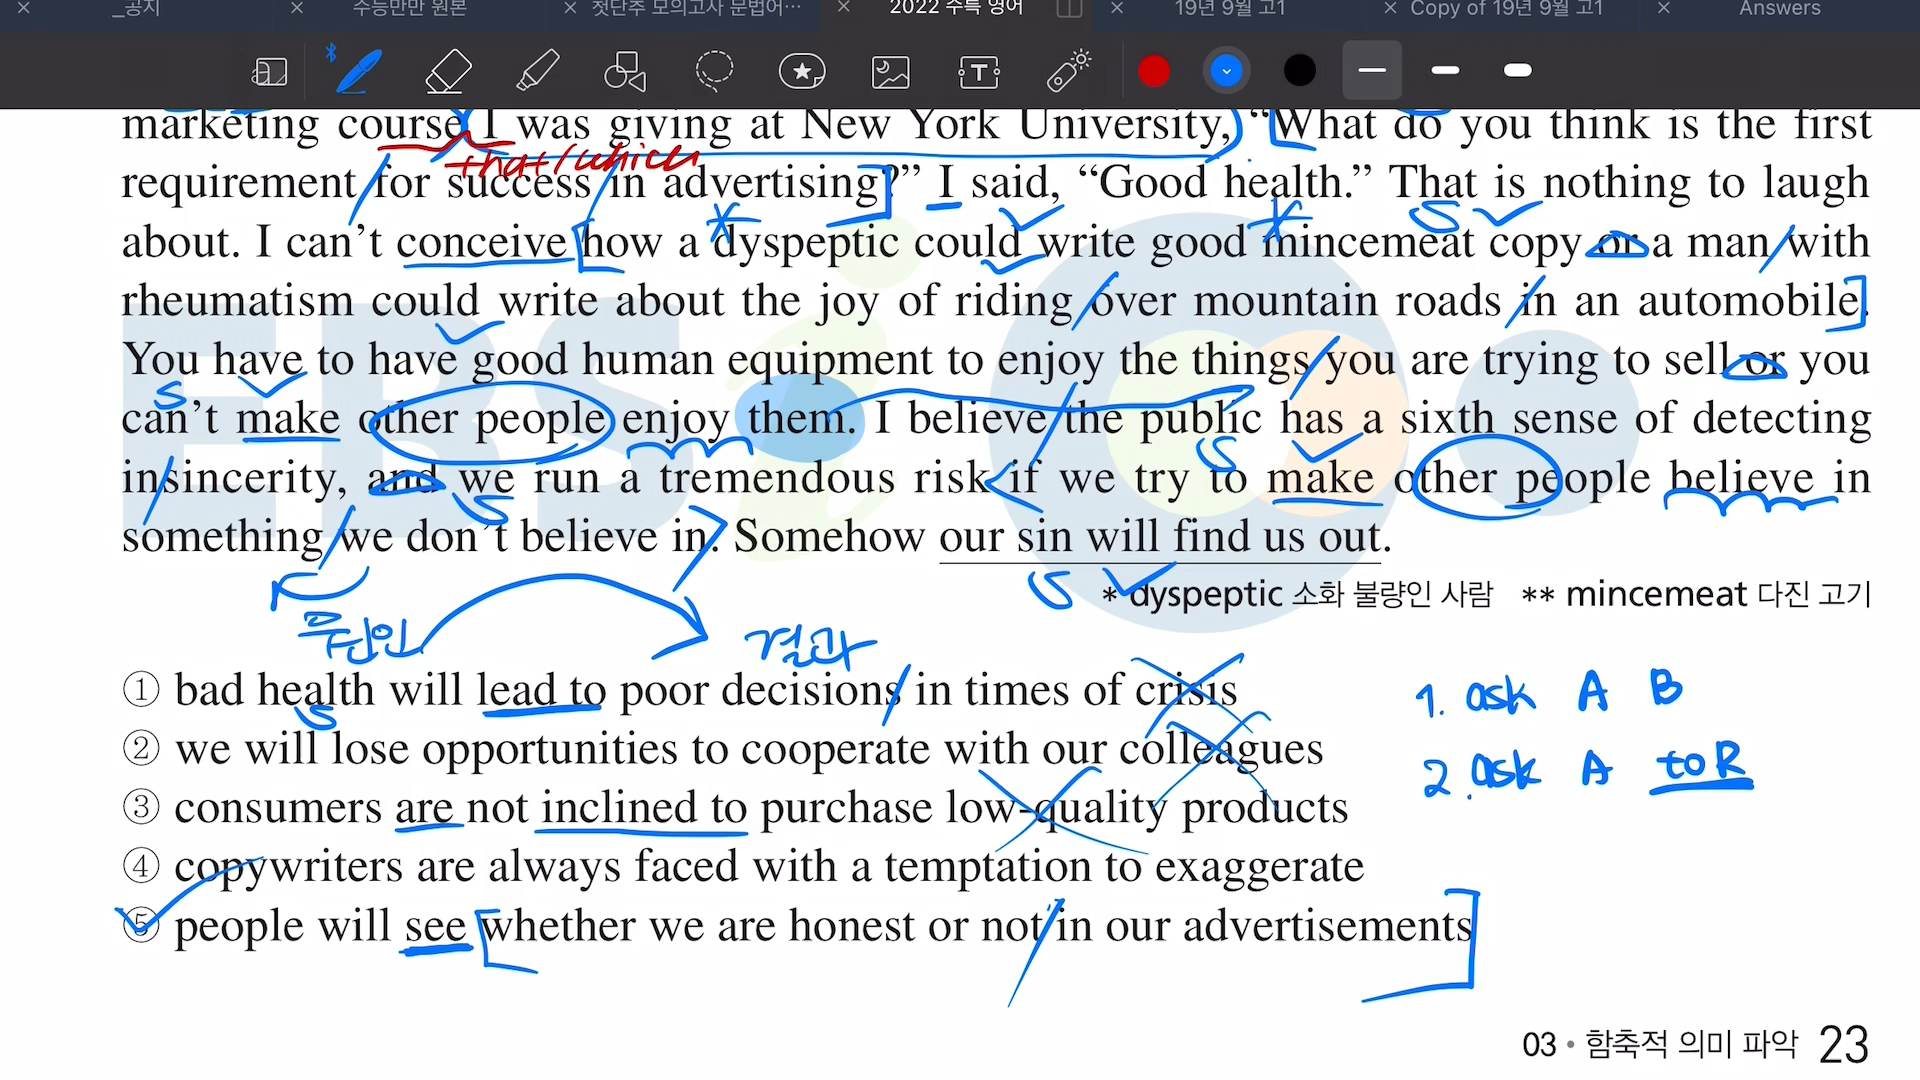 _공지 수능만만 원본 첫단추 모의고사 문법어… 2022 수특 영어 19년 9월 고1 Copy of 19년 9월 고1 Answers
marketing course I was giving at New York University, “What do you think is the first
that/which
requirement for success in advertising?” I said, “Good health.” That is nothing to laugh
about. I can’t conceive how a dyspeptic could write good mincemeat copy or a man with
rheumatism could write about the joy of riding over mountain roads in an automobile.
You have to have good human equipment to enjoy the things you are trying to sell or you
can’t make other people enjoy them. I believe the public has a sixth sense of detecting
insincerity, and we run a tremendous risk if we try to make other people believe in
something we don’t believe in. Somehow our sin will find us out.
* dyspeptic 소화 불량인 사람 ** mincemeat 다진 고기
결과
① bad health will lead to poor decisions in times of crisis
1. ask A B
② we will lose opportunities to cooperate with our colleagues
2. ask A to R
③ consumers are not inclined to purchase low-quality products
④ copywriters are always faced with a temptation to exaggerate
⑤ people will see whether we are honest or not in our advertisements
03 • 함축적 의미 파악 23